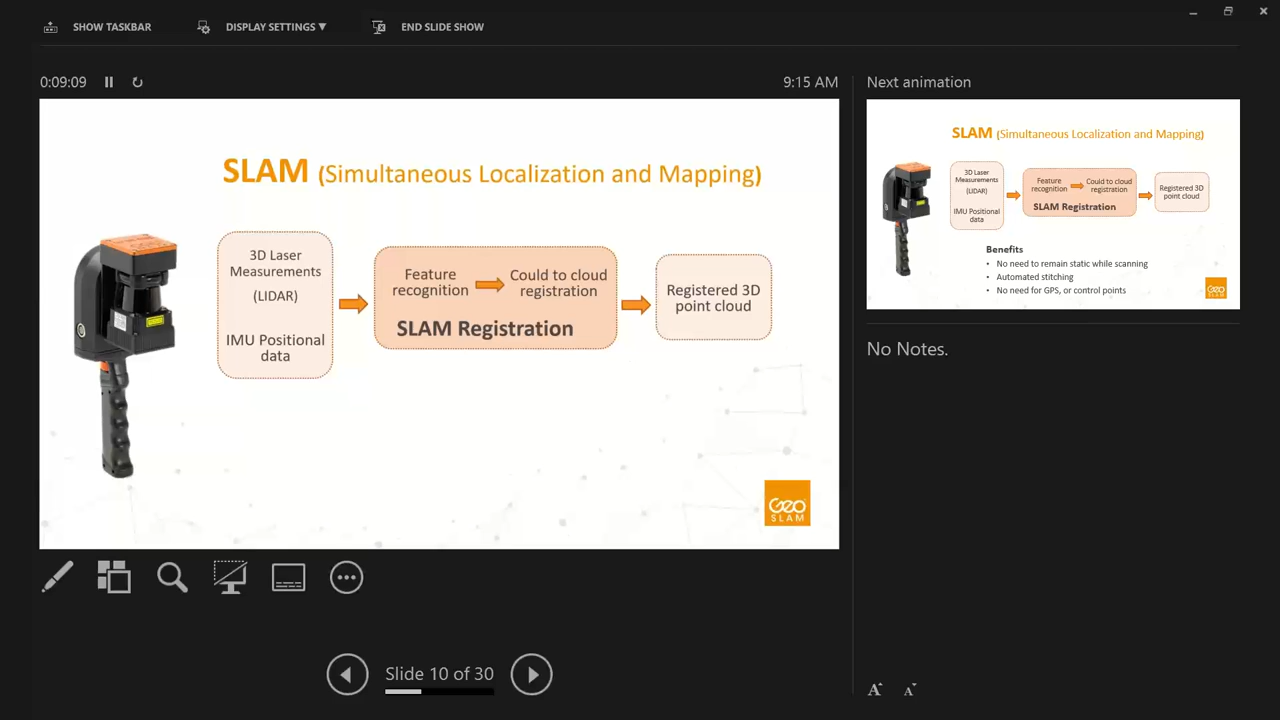 SHOW TASKBAR
DISPLAY SETTINGS ▼
END SLIDE SHOW
0:09:09
9:15 AM
SLAM (Simultaneous Localization and Mapping)
3D Laser
Measurements
(LIDAR)
IMU Positional
data
Feature
recognition
Could to cloud
registration
SLAM Registration
Registered 3D
point cloud
GEO
SLAM
Next animation
SLAM (Simultaneous Localization and Mapping)
3D Laser
Measurements
(LIDAR)
IMU Positional
data
Feature
recognition
Could to cloud
registration
SLAM Registration
Registered 3D
point cloud
Benefits
• No need to remain static while scanning
• Automated stitching
• No need for GPS, or control points
GEO
SLAM
No Notes.
Slide 10 of 30
A A